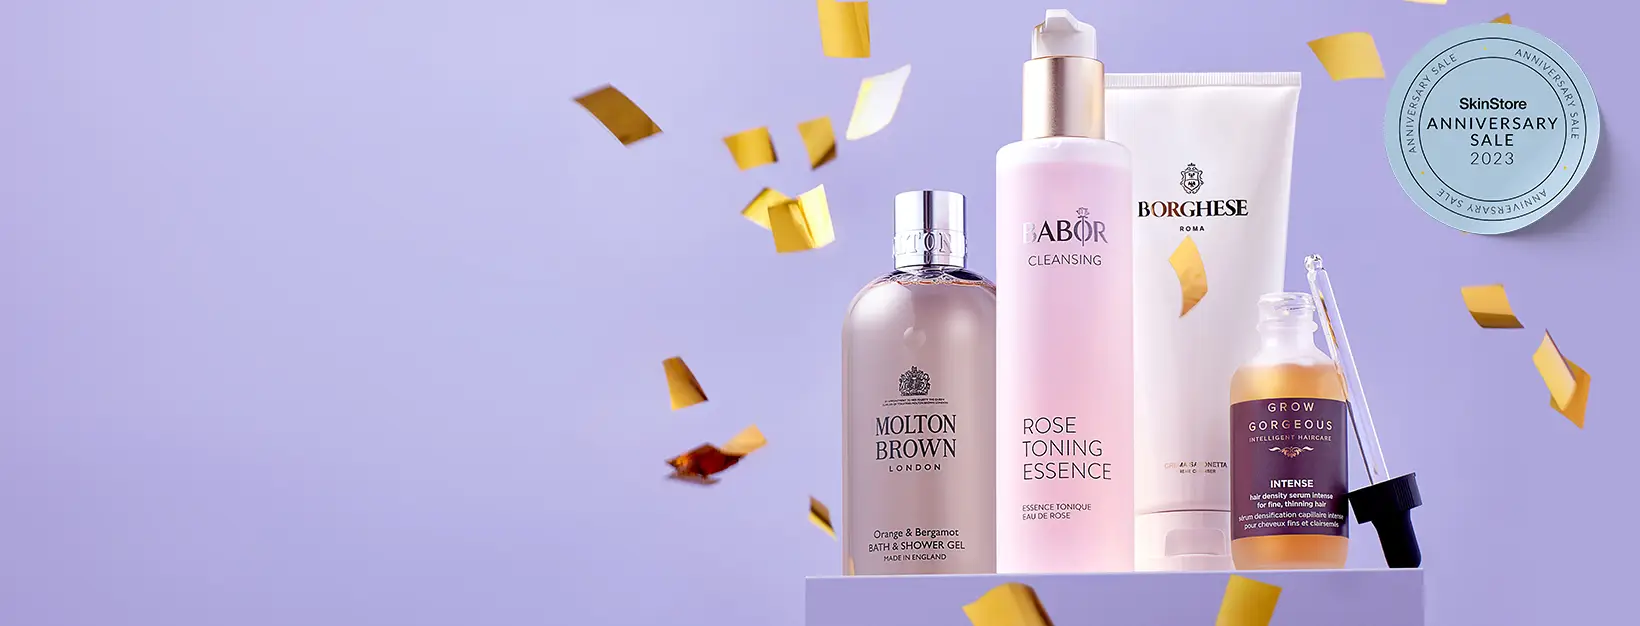 SkinStore
ANNIVERSARY
SALE
2023
ANNIVERSARY SALE
ANNIVERSARY SALE
ANNIVERSARY SALE
MOLTON
BROWN
LONDON
Orange & Bergamot
BATH & SHOWER GEL
MADE IN ENGLAND
BABOR
CLEANSING
ROSE
TONING
ESSENCE
ESSENCE TONIQUE
EAU DE ROSE
BORGHESE
ROMA
GROW
GORGEOUS
INTELLIGENT HAIRCARE
INTENSE
hair density serum intense
for fine, thinning hair
sérum densification capillaire intense
pour cheveux fins et clairsemés